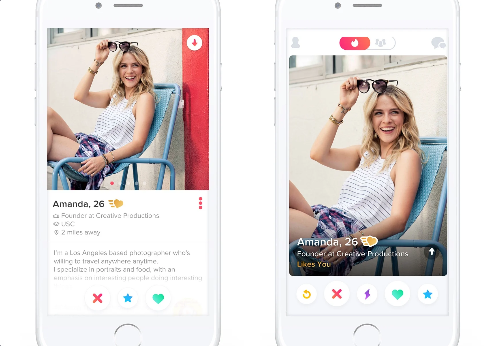 Amanda, 26
Founder at Creative Productions
USC
2 miles away
I'm a Los Angeles based photographer who's
willing to travel anywhere anytime.
I specialize in portraits and food, with an
emphasis on interesting people doing interesting
Amanda, 26
Founder at Creative Productions
Likes You